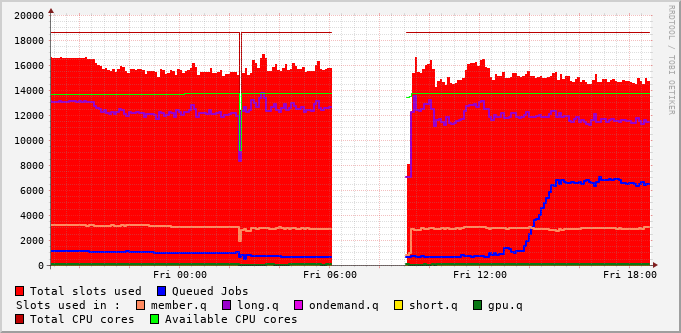 20000
18000
16000
14000
12000
10000
8000
6000
4000
2000
0
Fri 00:00 Fri 06:00 Fri 12:00 Fri 18:00
Total slots used Queued Jobs
Slots used in : member.q long.q ondemand.q short.q gpu.q
Total CPU cores Available CPU cores
RRDTOOL / TOBI OETIKER